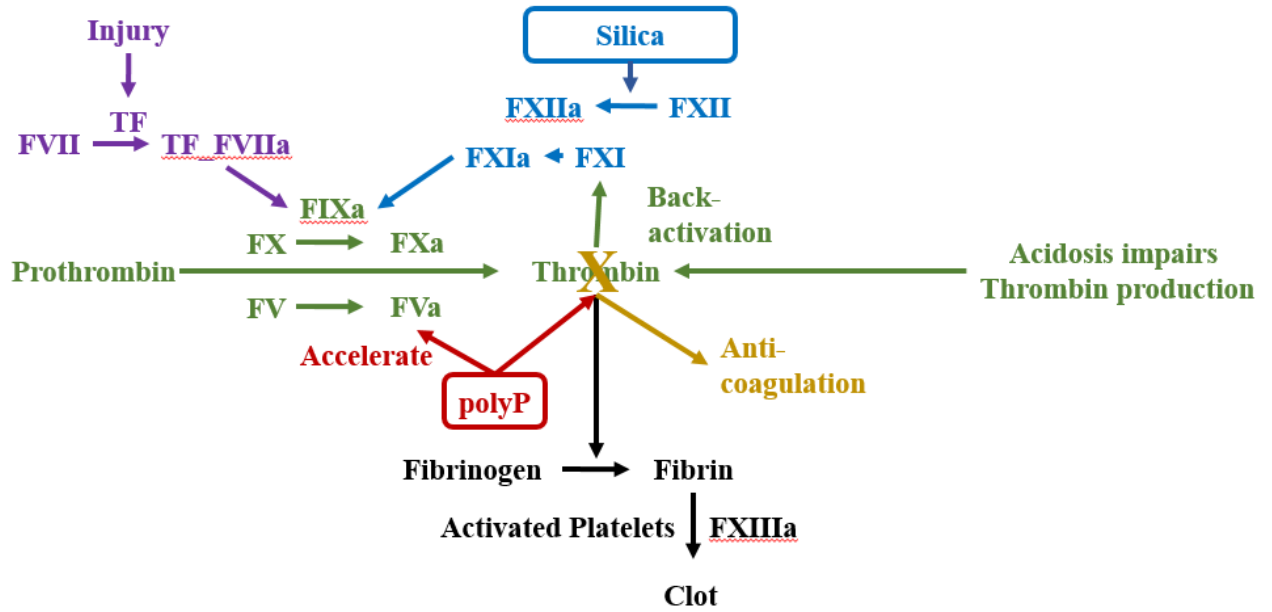 Injury
Silica
TF
FXIIa
FXII
FVII
TF_FVIIa
FXIa
FXI
FIXa
Back-
activation
FX
FXa
Prothrombin
Thrombin
X
Acidosis impairs
Thrombin production
FV
FVa
Accelerate
Anti-
coagulation
polyP
Fibrinogen
Fibrin
Activated Platelets
FXIIIa
Clot